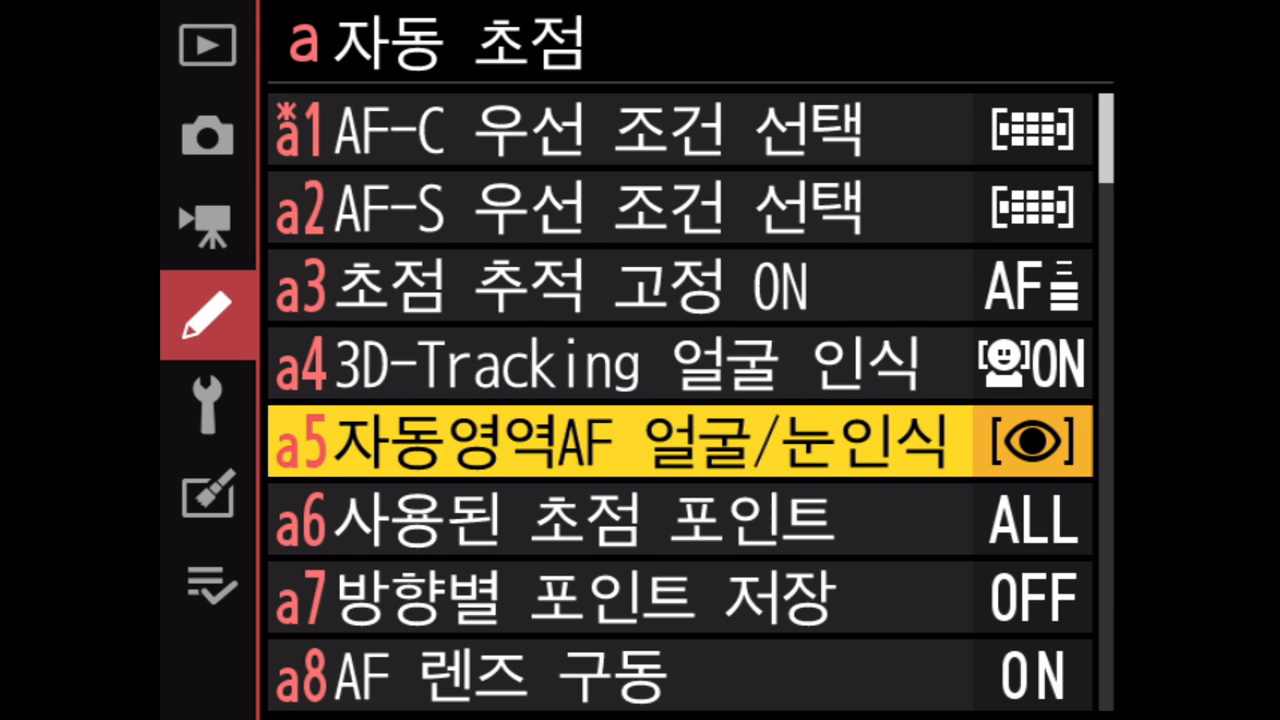 a 자동 초점
*a1 AF-C 우선 조건 선택
a2 AF-S 우선 조건 선택
a3 초점 추적 고정 ON AF
a4 3D-Tracking 얼굴 인식 ON
a5 자동영역AF 얼굴/눈인식
a6 사용된 초점 포인트 ALL
a7 방향별 포인트 저장 OFF
a8 AF 렌즈 구동 ON